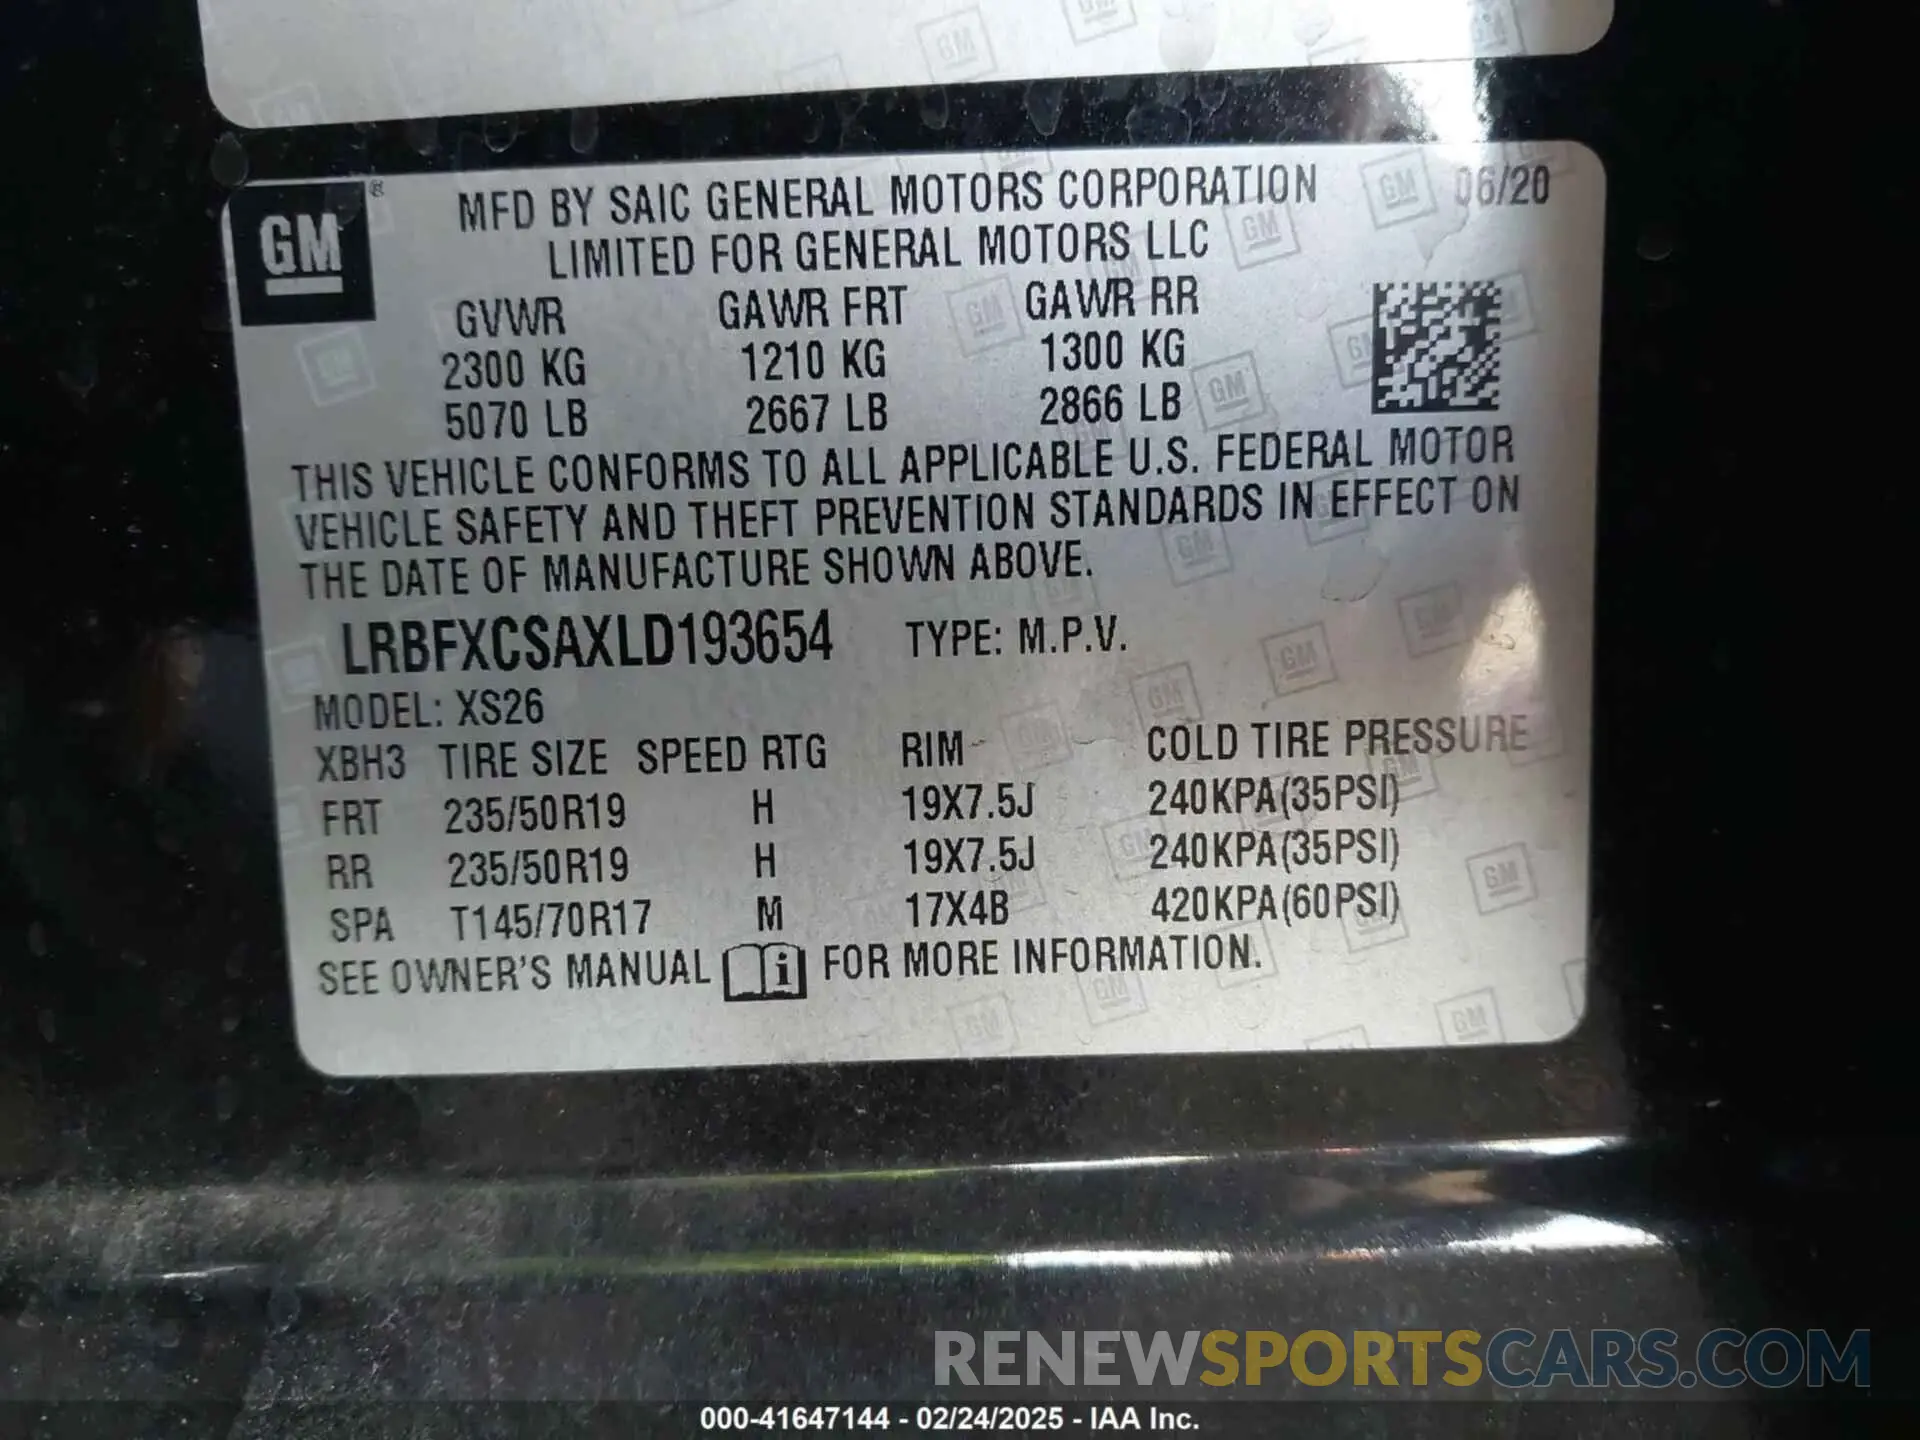 GM ®
MFD BY SAIC GENERAL MOTORS CORPORATION 06/20
LIMITED FOR GENERAL MOTORS LLC
GVWR GAWR FRT GAWR RR
2300 KG 1210 KG 1300 KG
5070 LB 2667 LB 2866 LB
THIS VEHICLE CONFORMS TO ALL APPLICABLE U.S. FEDERAL MOTOR
VEHICLE SAFETY AND THEFT PREVENTION STANDARDS IN EFFECT ON
THE DATE OF MANUFACTURE SHOWN ABOVE.
LRBFXCSAXLD193654 TYPE: M.P.V.
MODEL: XS26
XBH3 TIRE SIZE SPEED RTG RIM COLD TIRE PRESSURE
FRT 235/50R19 H 19X7.5J 240KPA(35PSI)
RR 235/50R19 H 19X7.5J 240KPA(35PSI)
SPA T145/70R17 M 17X4B 420KPA(60PSI)
SEE OWNER'S MANUAL i FOR MORE INFORMATION.
RENEWSPORTSCARS.COM
000-41647144 - 02/24/2025 - IAA Inc.